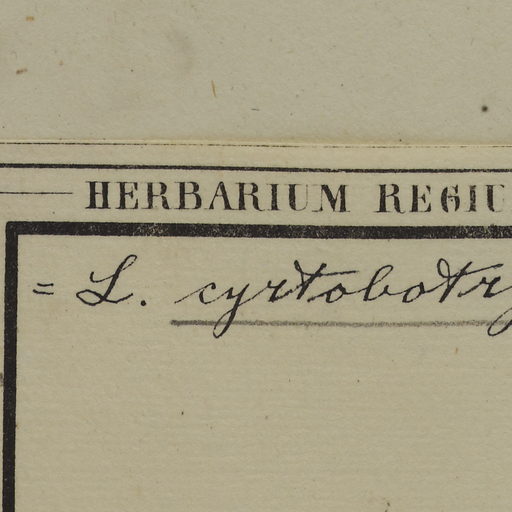 HERBARIUM REGIU
= L. cyrtobotry